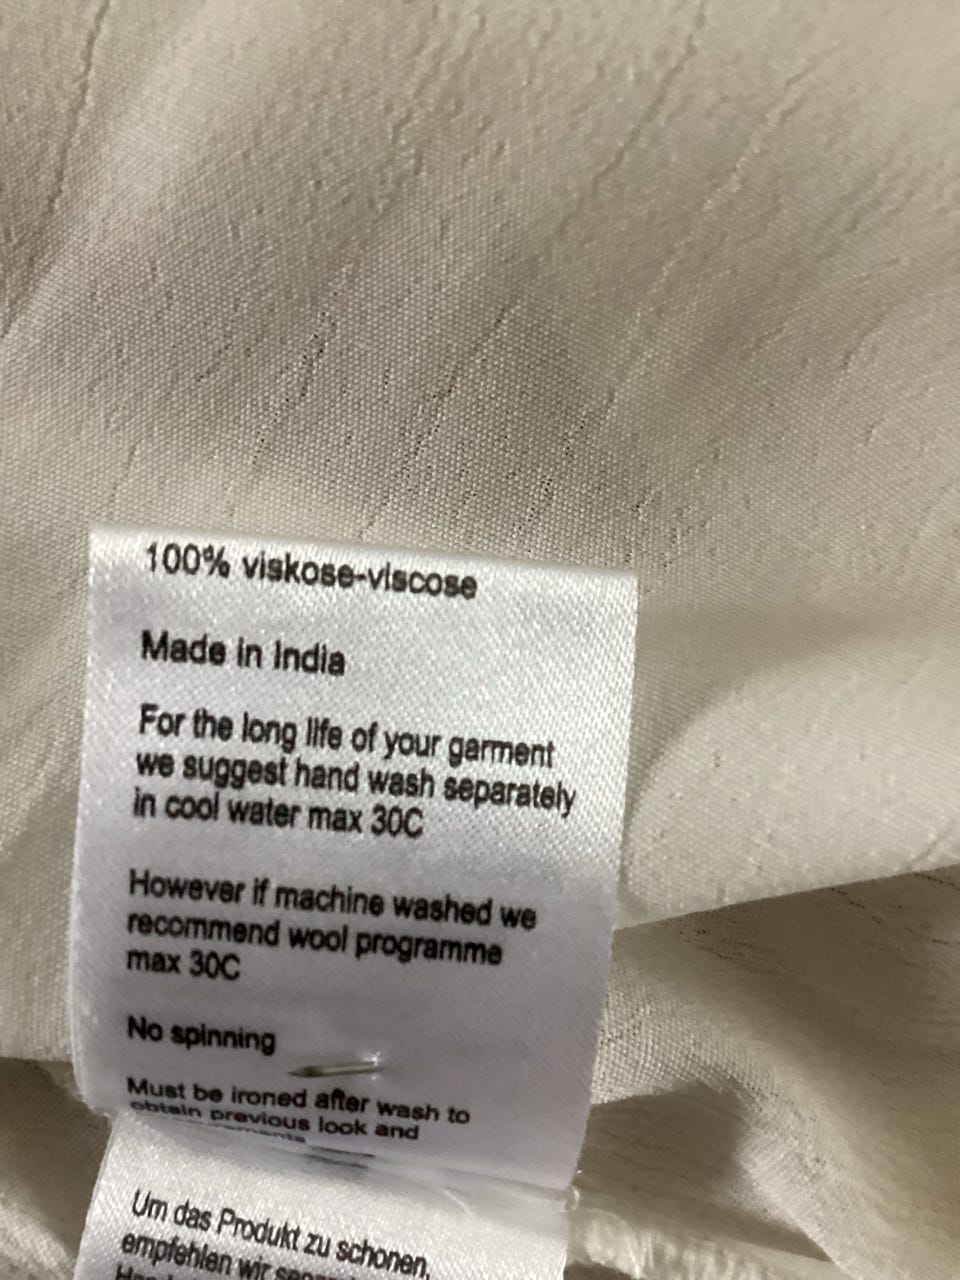 100% viskose-viscose
Made in India
For the long life of your garment
we suggest hand wash separately
in cool water max 30C
However if machine washed we
recommend wool programme
max 30C
No spinning
Must be ironed after wash to
obtain previous look and
Um das Produkt zu schonen,
empfehlen wir